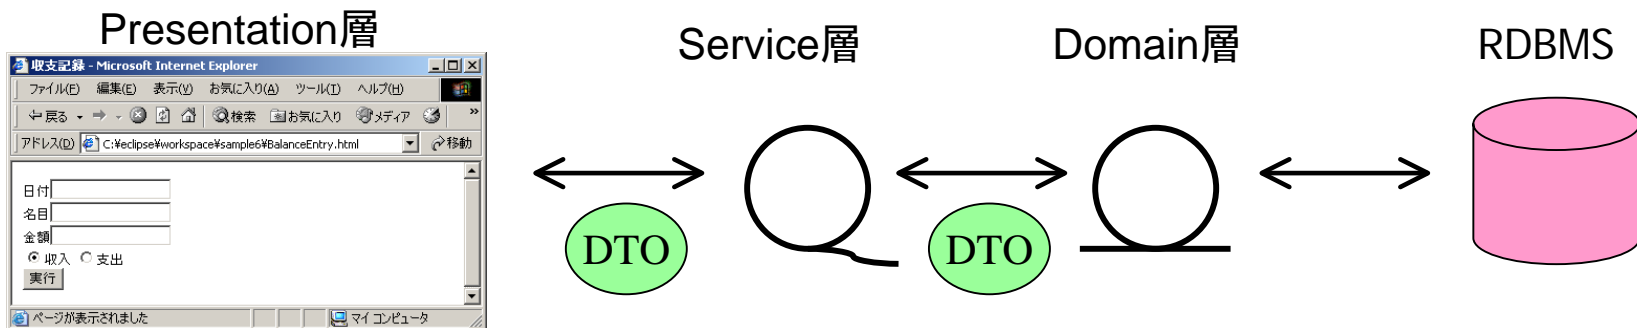 Presentation層
Service層
Domain層
RDBMS
収支記録 - Microsoft Internet Explorer
ファイル(F) 編集(E) 表示(V) お気に入り(A) ツール(T) ヘルプ(H)
戻る 検索 お気に入り メディア »
アドレス(D) C:¥eclipse¥workspace¥sample6¥BalanceEntry.html 移動
日付
名目
金額
収入 支出
実行
ページが表示されました マイ コンピュータ
DTO
DTO